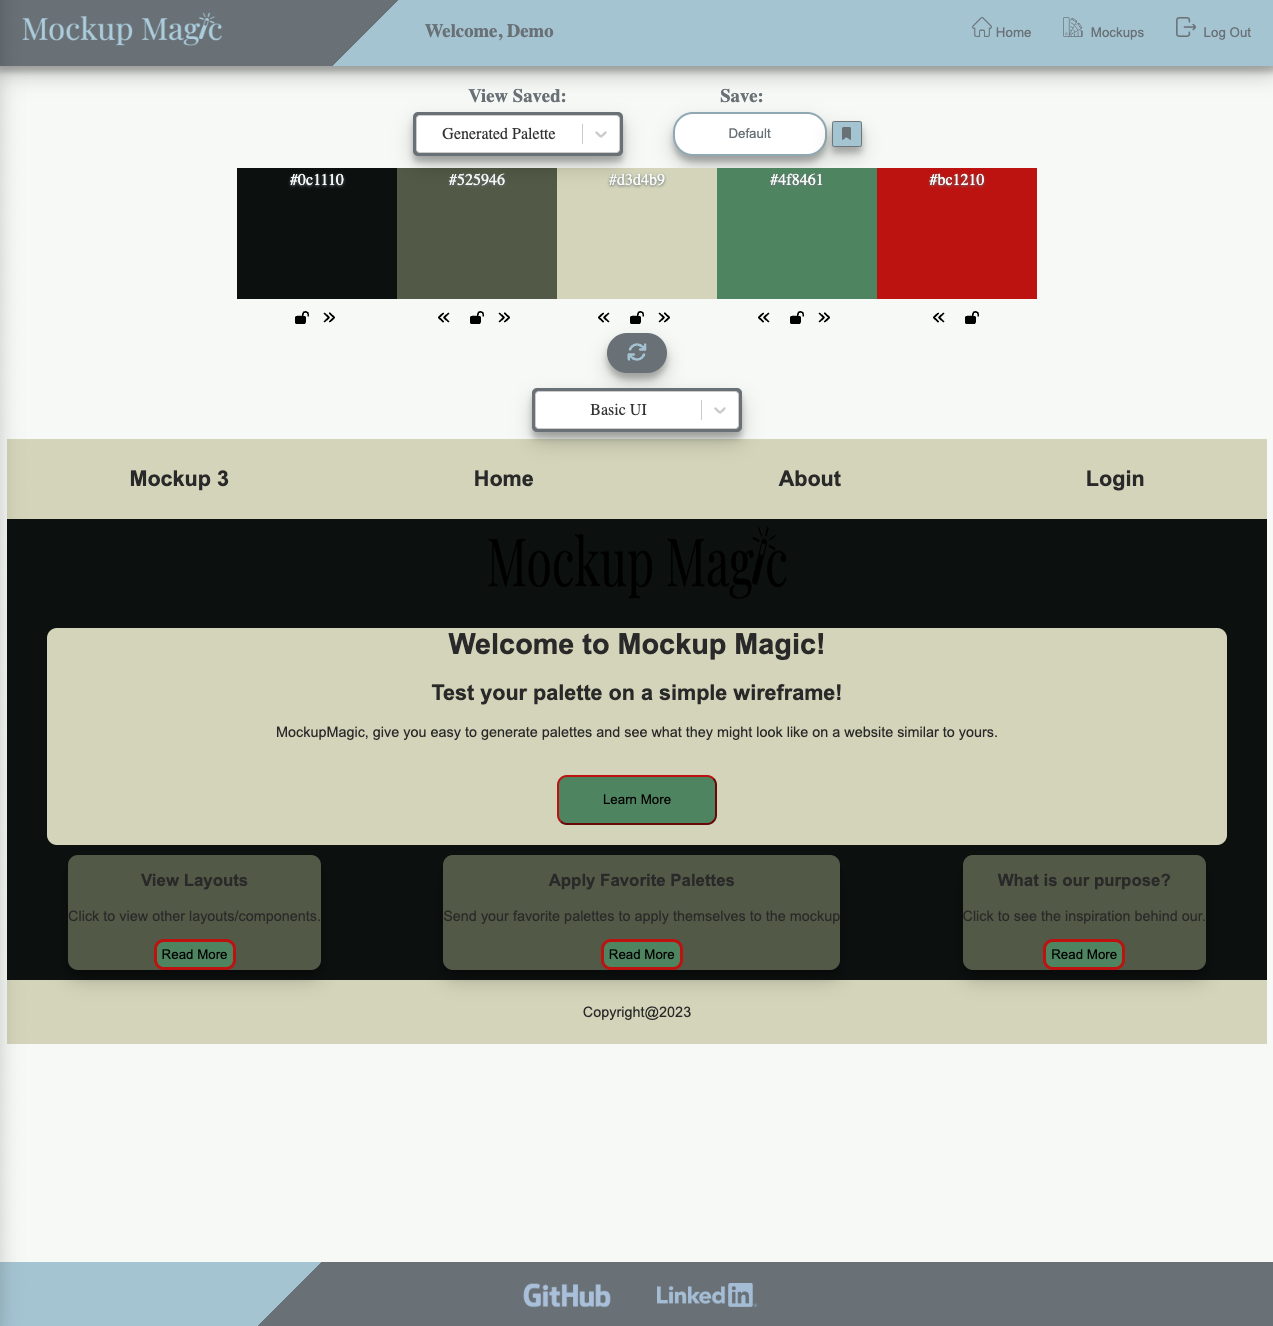 Mockup Magic
Welcome, Demo
Home
Mockups
Log Out
View Saved:
Save:
Generated Palette
Default
#0c1110
#525946
#d3d4b9
#4f8461
#bc1210
Basic UI
Mockup 3
Home
About
Login
Mockup Magic
Welcome to Mockup Magic!
Test your palette on a simple wireframe!
MockupMagic, give you easy to generate palettes and see what they might look like on a website similar to yours.
Learn More
View Layouts
Click to view other layouts/components.
Read More
Apply Favorite Palettes
Send your favorite palettes to apply themselves to the mockup
Read More
What is our purpose?
Click to see the inspiration behind our.
Read More
Copyright@2023
GitHub
LinkedIn